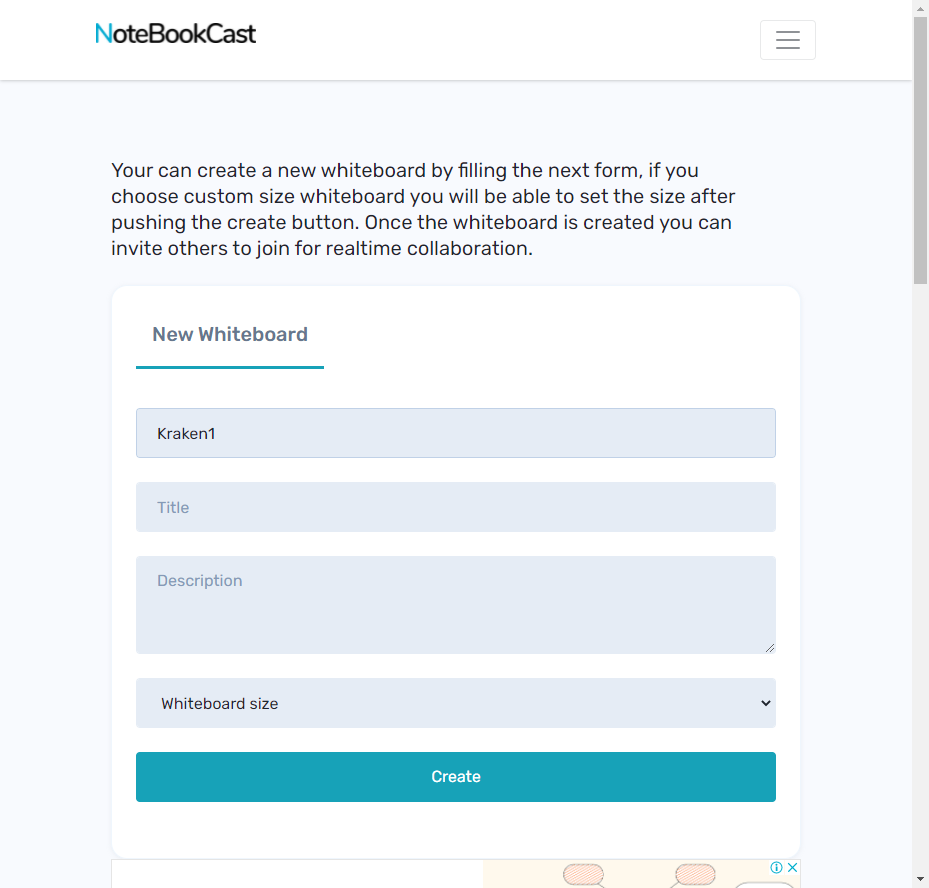 NoteBookCast
Your can create a new whiteboard by filling the next form, if you
choose custom size whiteboard you will be able to set the size after
pushing the create button. Once the whiteboard is created you can
invite others to join for realtime collaboration.
New Whiteboard
Kraken1
Title
Description
Whiteboard size
Create